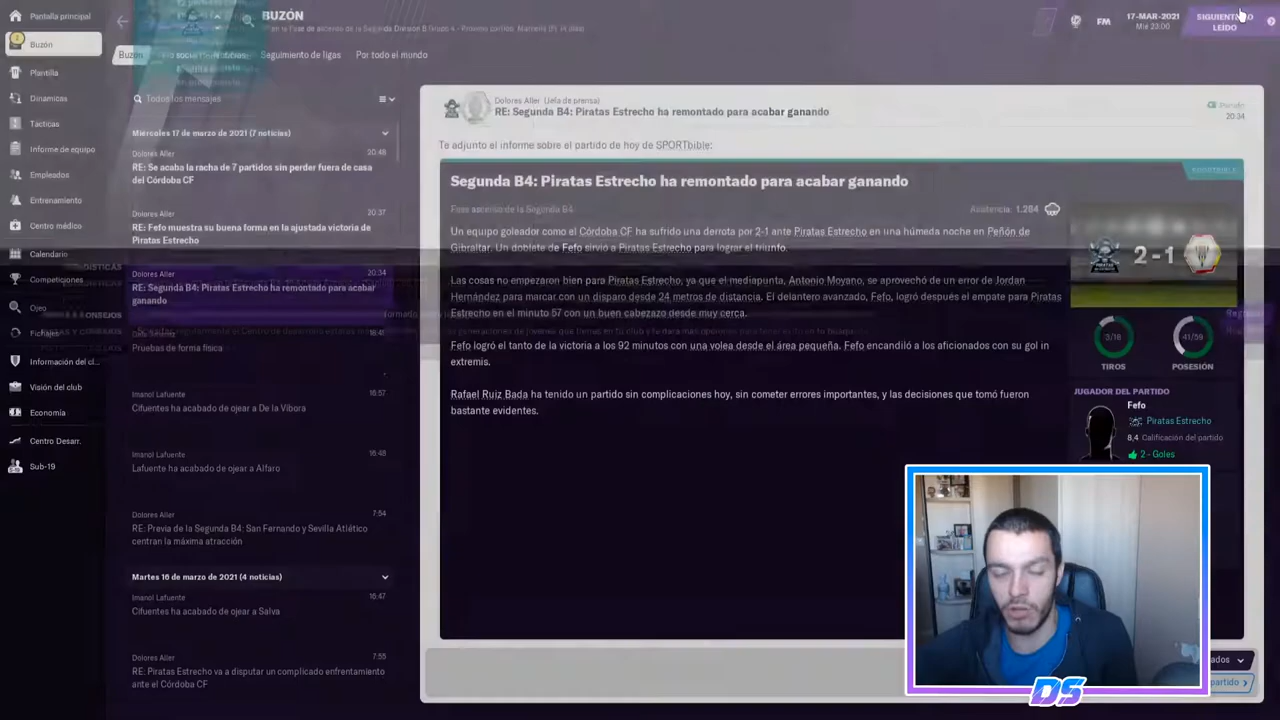 Pantalla principal
BUZÓN
17-MAR-2021
Mié 23:00
FM
LEÍDO
Buzón
Buzón
Seguimiento de ligas
Por todo el mundo
Plantilla
Dinámicas
Tácticas
Informe de equipo
Empleados
Entrenamiento
Centro médico
Calendario
Competiciones
Ojeo
Fichajes
Información del cl...
Visión del club
Economía
Centro Desarr.
Sub-19
Todos los mensajes
Miércoles 17 de marzo de 2021 (7 noticias)
Dolores Aller
20:48
RE: Se acaba la racha de 7 partidos sin perder fuera de casa
del Córdoba CF
Dolores Aller
20:37
RE: Fefo muestra su buena forma en la ajustada victoria de
Piratas Estrecho
Dolores Aller
20:34
RE: Segunda B4: Piratas Estrecho ha remontado para acabar
ganando
Pruebas de forma física
Imanol Lafuente
16:57
Cifuentes ha acabado de ojear a De la Víbora
Imanol Lafuente
16:48
Lafuente ha acabado de ojear a Alfaro
Dolores Aller
7:54
RE: Previa de la Segunda B4: San Fernando y Sevilla Atlético
centran la máxima atracción
Martes 16 de marzo de 2021 (4 noticias)
Imanol Lafuente
16:47
Cifuentes ha acabado de ojear a Salva
Dolores Aller
7:55
RE: Piratas Estrecho va a disputar un complicado enfrentamiento
ante el Córdoba CF
Dolores Aller (Jefa de prensa)
RE: Segunda B4: Piratas Estrecho ha remontado para acabar ganando
20:34
Te adjunto el informe sobre el partido de hoy de SPORTbible:
Segunda B4: Piratas Estrecho ha remontado para acabar ganando
SPORTBIBLE
Fase ascenso de la Segunda B4
Asistencia: 1.284
Un equipo goleador como el Córdoba CF ha sufrido una derrota por 2-1 ante Piratas Estrecho en una húmeda noche en Peñón de
Gibraltar. Un doblete de Fefo sirvió a Piratas Estrecho para lograr el triunfo.
Las cosas no empezaron bien para Piratas Estrecho, ya que el mediapunta, Antonio Moyano, se aprovechó de un error de Jordan
Hernández para marcar con un disparo desde 24 metros de distancia. El delantero avanzado, Fefo, logró después el empate para Piratas
Estrecho en el minuto 57 con un buen cabezazo desde muy cerca.
Fefo logró el tanto de la victoria a los 92 minutos con una volea desde el área pequeña. Fefo encandiló a los aficionados con su gol in
extremis.
Rafael Ruiz Bada ha tenido un partido sin complicaciones hoy, sin cometer errores importantes, y las decisiones que tomó fueron
bastante evidentes.
2 - 1
41/59
TIROS
POSESIÓN
JUGADOR DEL PARTIDO
Fefo
Piratas Estrecho
8,4 Calificación del partido
2 - Goles
DS